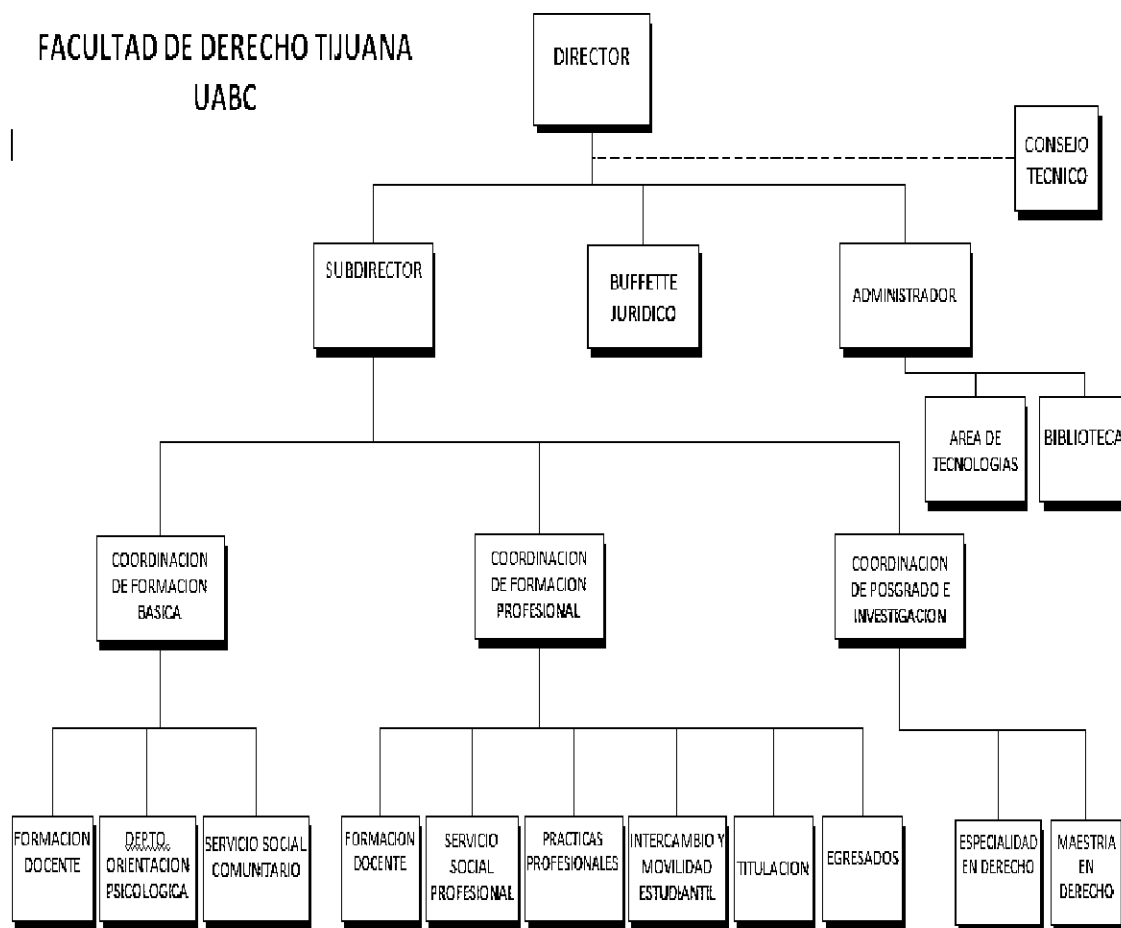 FACULTAD DE DERECHO TIJUANA
UABC
DIRECTOR
CONSEJO
TECNICO
SUBDIRECTOR
BUFFETTE
JURIDICO
ADMINISTRADOR
AREA DE
TECNOLOGIAS
BIBLIOTECA
COORDINACION
DE FORMACION
BASICA
COORDINACION
DE FORMACION
PROFESIONAL
COORDINACION
DE POSGRADO E
INVESTIGACION
FORMACION
DOCENTE
DEPTO.
ORIENTACION
PSICOLOGICA
SERVICIO SOCIAL
COMUNITARIO
FORMACION
DOCENTE
SERVICIO
SOCIAL
PROFESIONAL
PRACTICAS
PROFESIONALES
INTERCAMBIO Y
MOVILIDAD
ESTUDIANTIL
TITULACION
EGRESADOS
ESPECIALIDAD
EN DERECHO
MAESTRIA
EN
DERECHO